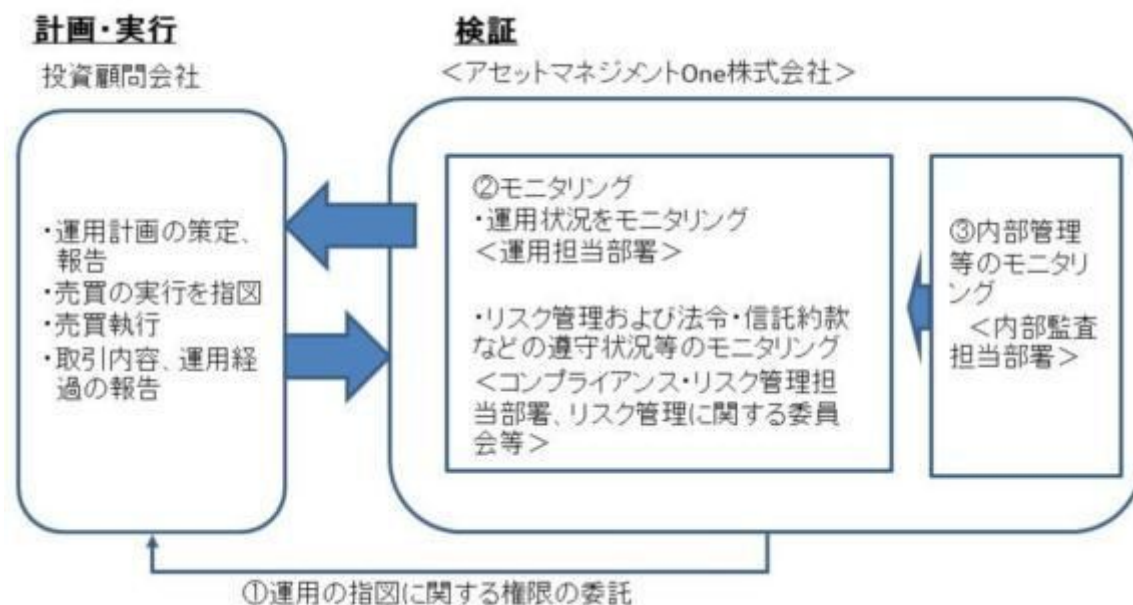 計画・実行
投資顧問会社
・運用計画の策定、
報告
・売買の実行を指図
・売買執行
・取引内容、運用経
過の報告
検証
＜アセットマネジメントOne株式会社＞
②モニタリング
・運用状況をモニタリング
＜運用担当部署＞
・リスク管理および法令・信託約款
などの遵守状況等のモニタリング
＜コンプライアンス・リスク管理担
当部署、リスク管理に関する委員
会等＞
③内部管理
等のモニタリ
ング
＜内部監査
担当部署＞
①運用の指図に関する権限の委託